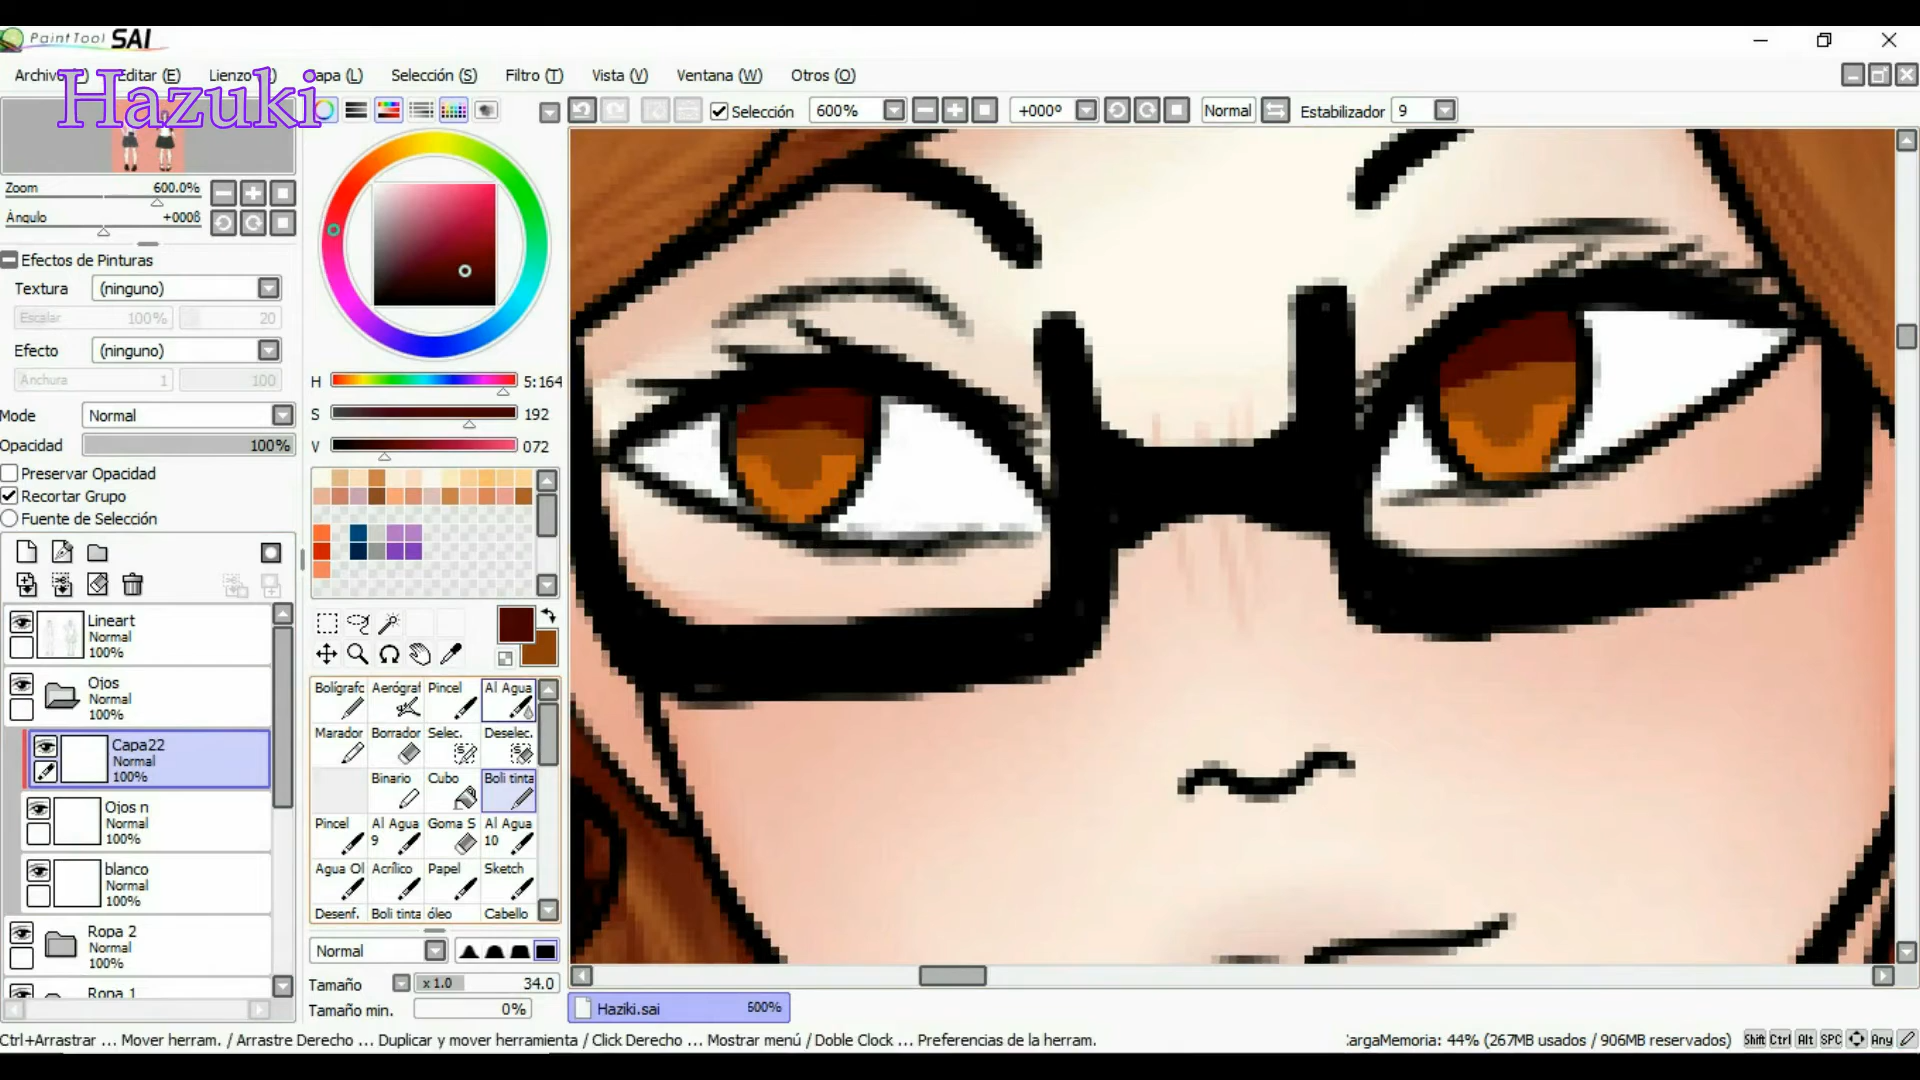 PaintTool SAI
Hazuki
Editar (E) Lienzo Capa (L) Selección (S) Filtro (T) Vista (V) Ventana (W) Otros (O)
Selección 600% +000º Normal Estabilizador 9
Zoom 600.0%
Ángulo +000ß
Efectos de Pinturas
Textura (ninguno)
Escalar 100% 20
Efecto (ninguno)
Anchura 1 100
Mode Normal
Opacidad 100%
Preservar Opacidad
Recortar Grupo
Fuente de Selección
Lineart
Normal
100%
Ojos
Normal
100%
Capa22
Normal
100%
Ojos n
Normal
100%
blanco
Normal
100%
Ropa 2
Normal
100%
Ropa 1
H 5:164
S 192
V 072
Bolígrafo Aerógraf Pincel Al Agua
Marador Borrador Selec. Deselec.
Binario Cubo Boli tinta
Pincel Al Agua 9 Goma S Al Agua 10
Agua Ol Acrílico Papel Sketch
Desenf. Boli tinta óleo Cabello
Normal
Tamaño x 1.0 34.0
Tamaño min. 0%
Haziki.sai 600%
Ctrl+Arrastrar ... Mover herram. / Arrastre Derecho ... Duplicar y mover herramienta / Click Derecho ... Mostrar menú / Doble Clock ... Preferencias de la herram.
CargaMemoria: 44% (267MB usados / 906MB reservados) Shift Ctrl Alt SPC Any